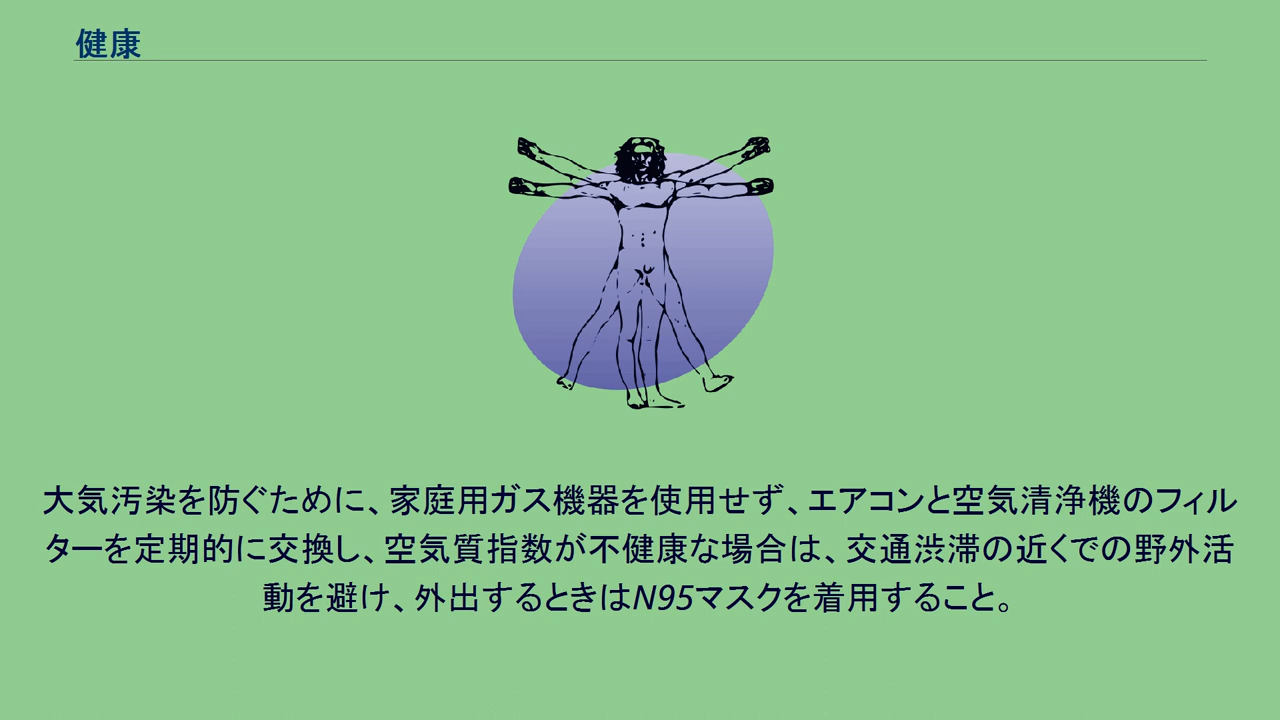 健康
大気汚染を防ぐために、家庭用ガス機器を使用せず、エアコンと空気清浄機のフィル
ターを定期的に交換し、空気質指数が不健康な場合は、交通渋滞の近くでの野外活
動を避け、外出するときはN95マスクを着用すること。